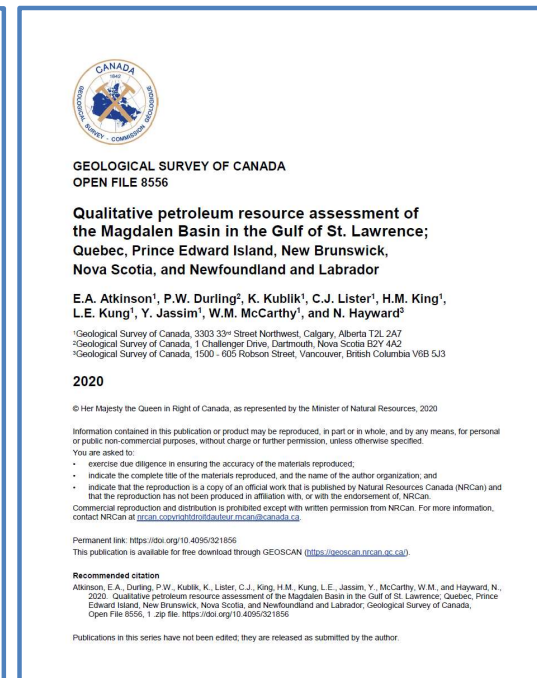 CANADA
1842
GEOLOGICAL SURVEY - COMMISSION GÉOLOGIQUE
GEOLOGICAL SURVEY OF CANADA
OPEN FILE 8556
Qualitative petroleum resource assessment of
the Magdalen Basin in the Gulf of St. Lawrence;
Quebec, Prince Edward Island, New Brunswick,
Nova Scotia, and Newfoundland and Labrador
E.A. Atkinson¹, P.W. Durling², K. Kublik¹, C.J. Lister¹, H.M. King¹,
L.E. Kung¹, Y. Jassim¹, W.M. McCarthy¹, and N. Hayward³
¹Geological Survey of Canada, 3303 33ʳᵈ Street Northwest, Calgary, Alberta T2L 2A7
²Geological Survey of Canada, 1 Challenger Drive, Dartmouth, Nova Scotia B2Y 4A2
³Geological Survey of Canada, 1500 - 605 Robson Street, Vancouver, British Columbia V6B 5J3
2020
© Her Majesty the Queen in Right of Canada, as represented by the Minister of Natural Resources, 2020
Information contained in this publication or product may be reproduced, in part or in whole, and by any means, for personal
or public non-commercial purposes, without charge or further permission, unless otherwise specified.
You are asked to:
• exercise due diligence in ensuring the accuracy of the materials reproduced;
• indicate the complete title of the materials reproduced, and the name of the author organization; and
• indicate that the reproduction is a copy of an official work that is published by Natural Resources Canada (NRCan) and
that the reproduction has not been produced in affiliation with, or with the endorsement of, NRCan.
Commercial reproduction and distribution is prohibited except with written permission from NRCan. For more information,
contact NRCan at nrcan.copyrightdroitdauteur.rncan@canada.ca.
Permanent link: https://doi.org/10.4095/321856
This publication is available for free download through GEOSCAN (https://geoscan.nrcan.gc.ca/).
Recommended citation
Atkinson, E.A., Durling, P.W., Kublik, K., Lister, C.J., King, H.M., Kung, L.E., Jassim, Y., McCarthy, W.M., and Hayward, N.,
2020. Qualitative petroleum resource assessment of the Magdalen Basin in the Gulf of St. Lawrence; Quebec, Prince
Edward Island, New Brunswick, Nova Scotia, and Newfoundland and Labrador; Geological Survey of Canada,
Open File 8556, 1 .zip file. https://doi.org/10.4095/321856
Publications in this series have not been edited; they are released as submitted by the author.